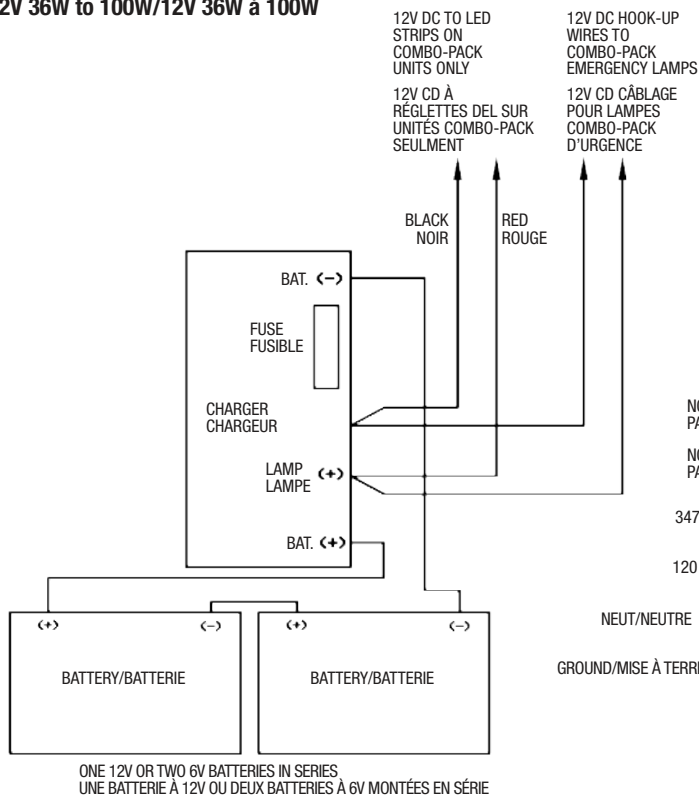 2V 36W to 100W/12V 36W à 100W
12V DC TO LED
STRIPS ON
COMBO-PACK
UNITS ONLY
12V CD À
RÉGLETTES DEL SUR
UNITÉS COMBO-PACK
SEULMENT
12V DC HOOK-UP
WIRES TO
COMBO-PACK
EMERGENCY LAMPS
12V CD CÂBLAGE
POUR LAMPES
COMBO-PACK
D'URGENCE
BLACK
NOIR
RED
ROUGE
BAT. (-)
FUSE
FUSIBLE
CHARGER
CHARGEUR
LAMP (+)
LAMPE
BAT. (+)
(+) (-) (+) (-)
BATTERY/BATTERIE BATTERY/BATTERIE
ONE 12V OR TWO 6V BATTERIES IN SERIES
UNE BATTERIE À 12V OU DEUX BATTERIES À 6V MONTÉES EN SÉRIE
347
120
NEUT/NEUTRE
GROUND/MISE À TERR